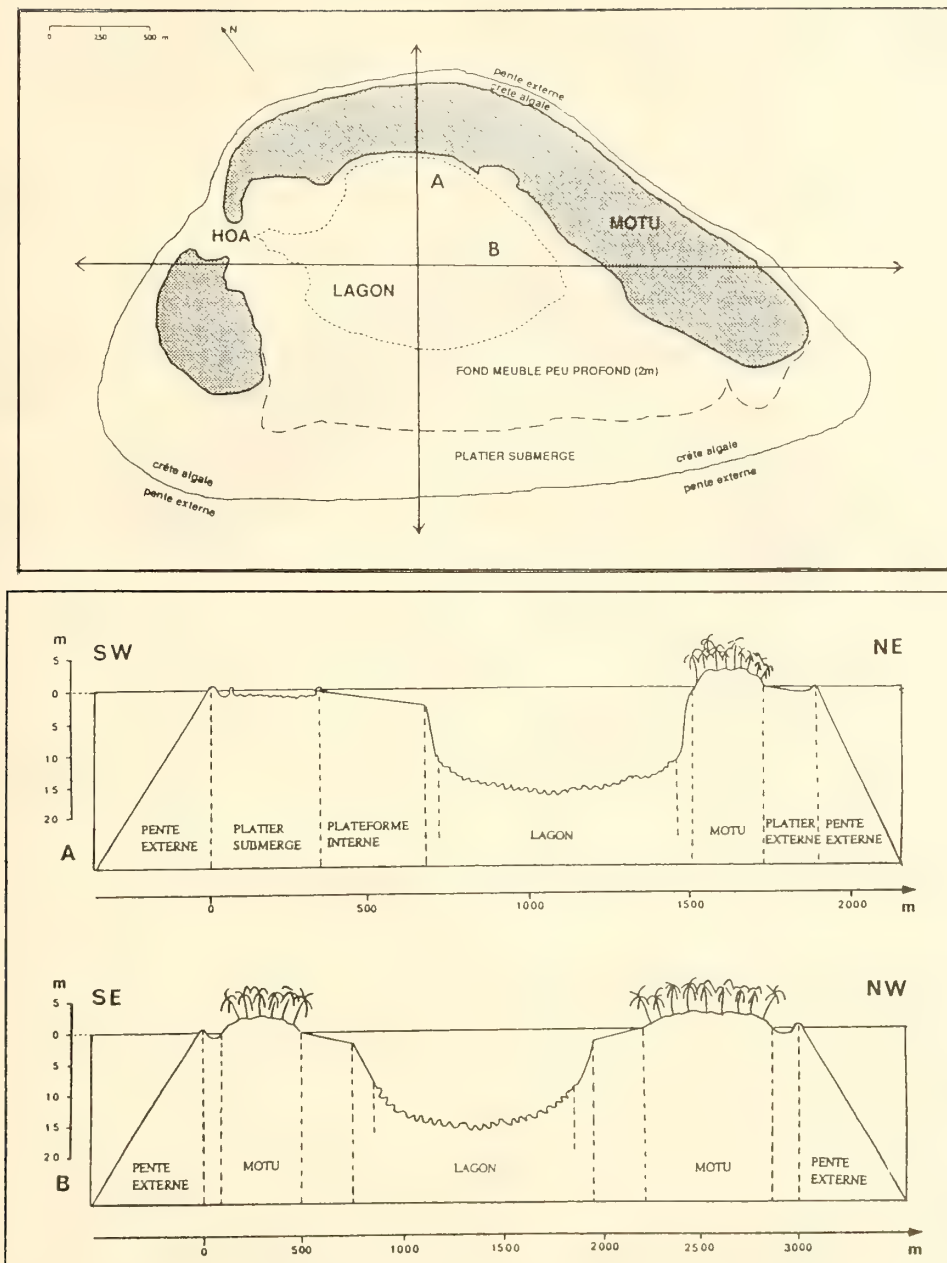 N
0 250 500 m
pente externe
crête algale
A
MOTU
HOA
B
LAGON
FOND MEUBLE PEU PROFOND (2m)
PLATIER SUBMERGE
crête algale
pente externe
crête algale
pente externe
m
SW
NE
5
0
5
10
15
20
PENTE EXTERNE
PLATIER SUBMERGE
PLATEFORME INTERNE
LAGON
MOTU
PLATIER EXTERNE
PENTE EXTERNE
A
0 500 1000 1500 2000 m
m
SE
NW
5
0
5
10
15
20
PENTE EXTERNE
MOTU
LAGON
MOTU
PENTE EXTERNE
B
0 500 1000 1500 2000 2500 3000 m